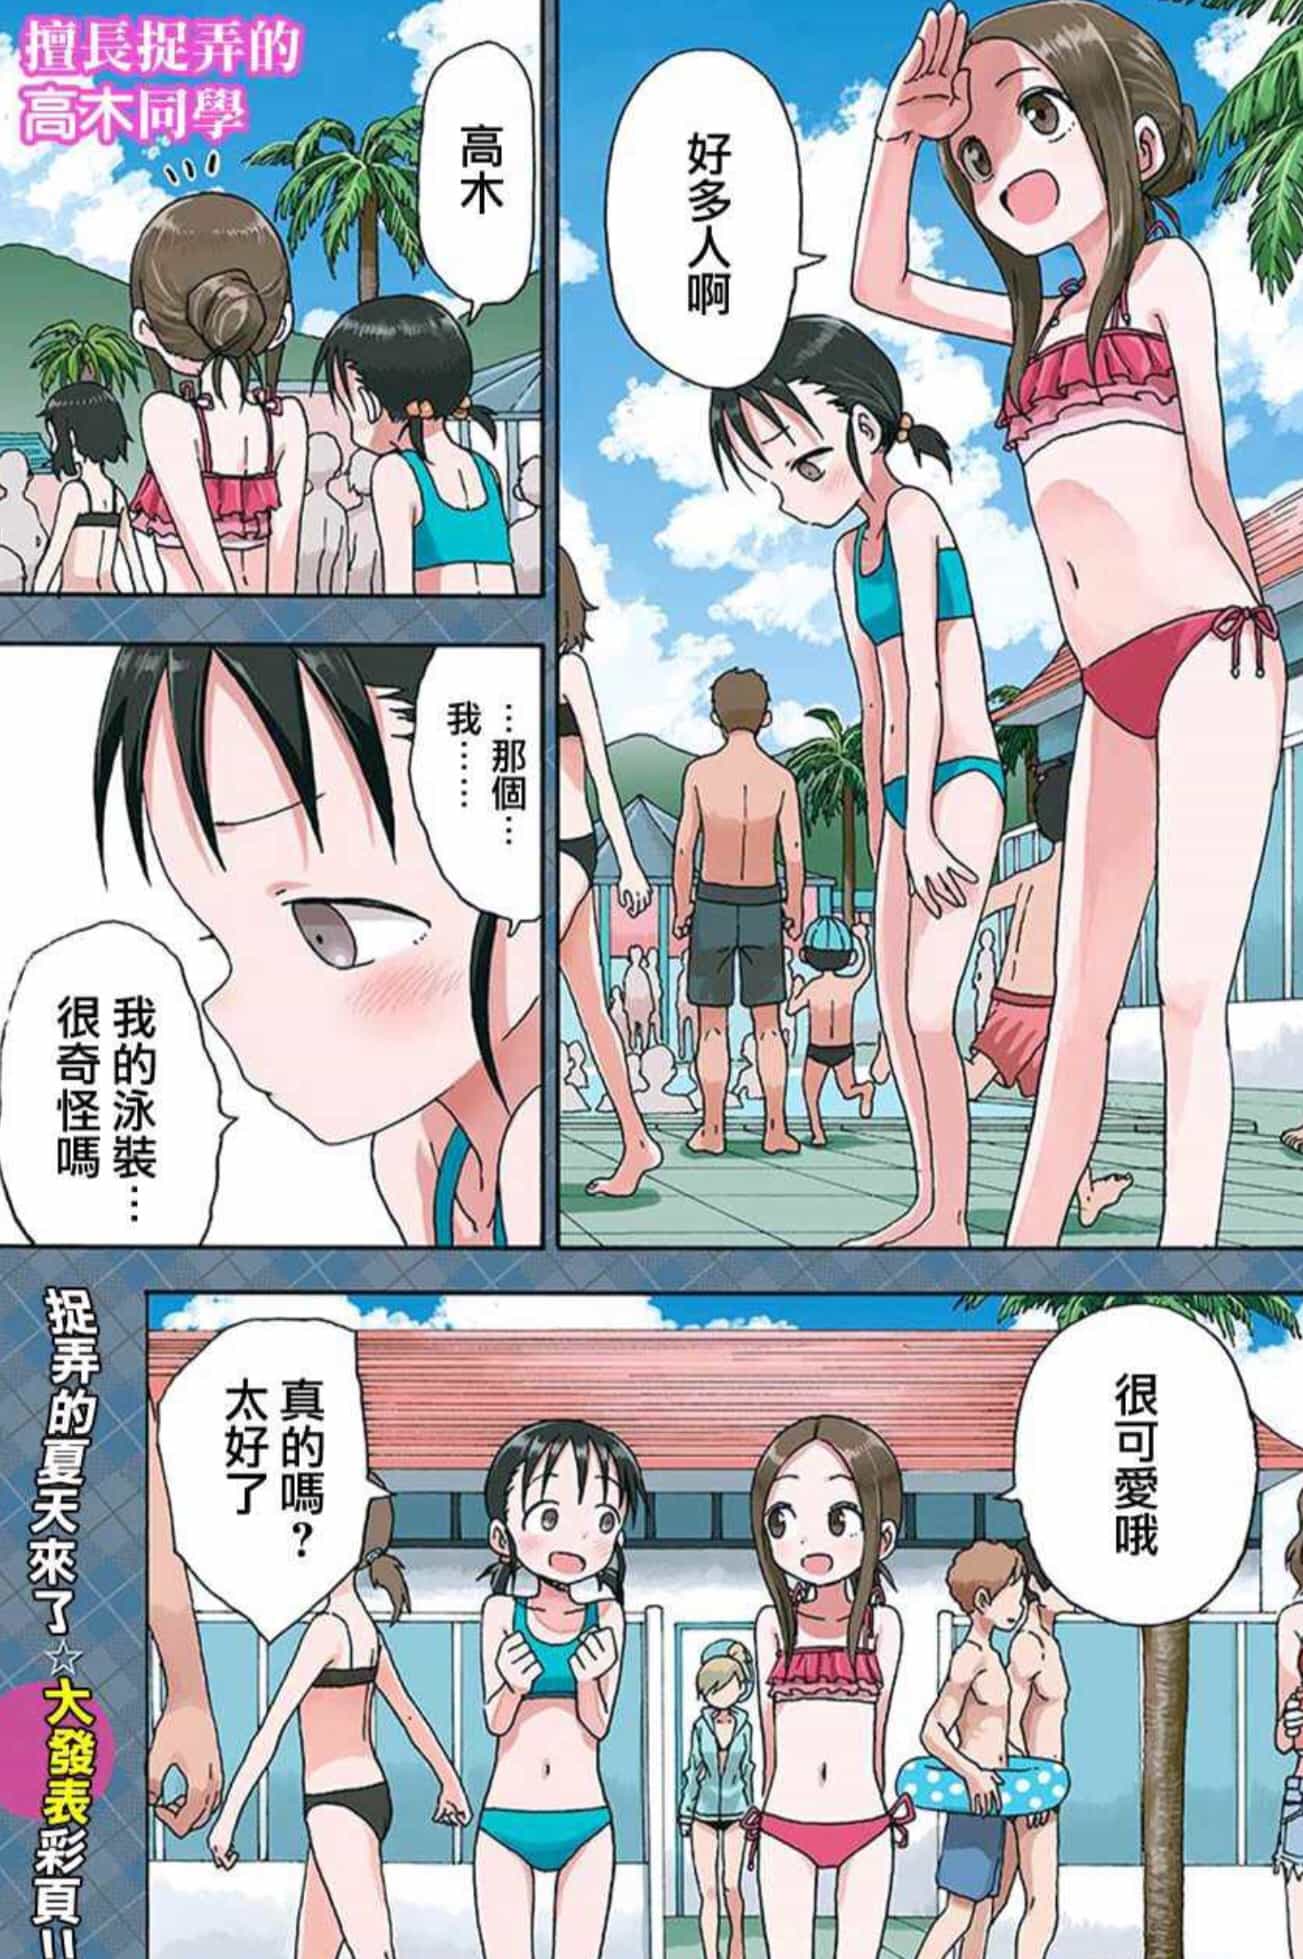 擅長捉弄的
高木同學
好多人啊
高木
…那個…
我……
我的泳裝…
很奇怪嗎
很可愛哦
真的嗎?
太好了
捉弄的夏天來了☆大發表彩頁!!